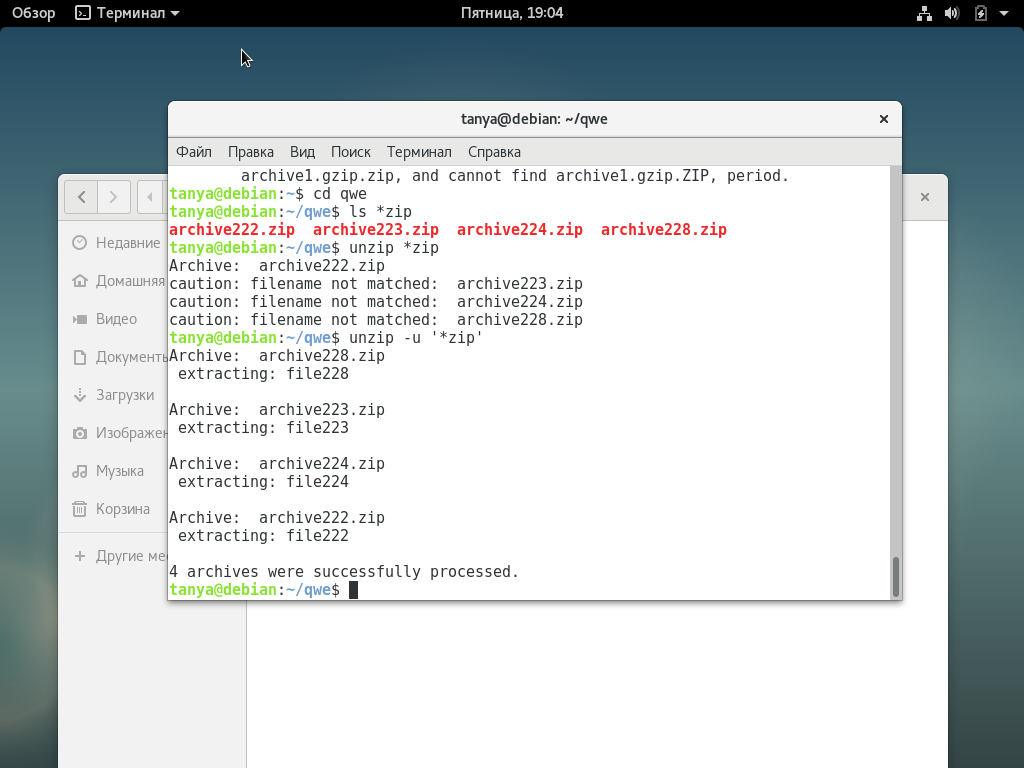 Обзор Терминал Пятница, 19:04
tanya@debian: ~/qwe
Файл Правка Вид Поиск Терминал Справка
archive1.gzip.zip, and cannot find archive1.gzip.ZIP, period.
tanya@debian:~$ cd qwe
tanya@debian:~/qwe$ ls *zip
archive222.zip archive223.zip archive224.zip archive228.zip
tanya@debian:~/qwe$ unzip *zip
Archive:  archive222.zip
caution: filename not matched:  archive223.zip
caution: filename not matched:  archive224.zip
caution: filename not matched:  archive228.zip
tanya@debian:~/qwe$ unzip -u '*zip'
Archive:  archive228.zip
extracting: file228
Archive:  archive223.zip
extracting: file223
Archive:  archive224.zip
extracting: file224
Archive:  archive222.zip
extracting: file222
4 archives were successfully processed.
tanya@debian:~/qwe$
Недавние
Домашняя
Видео
Документы
Загрузки
Изображен
Музыка
Корзина
Другие мес